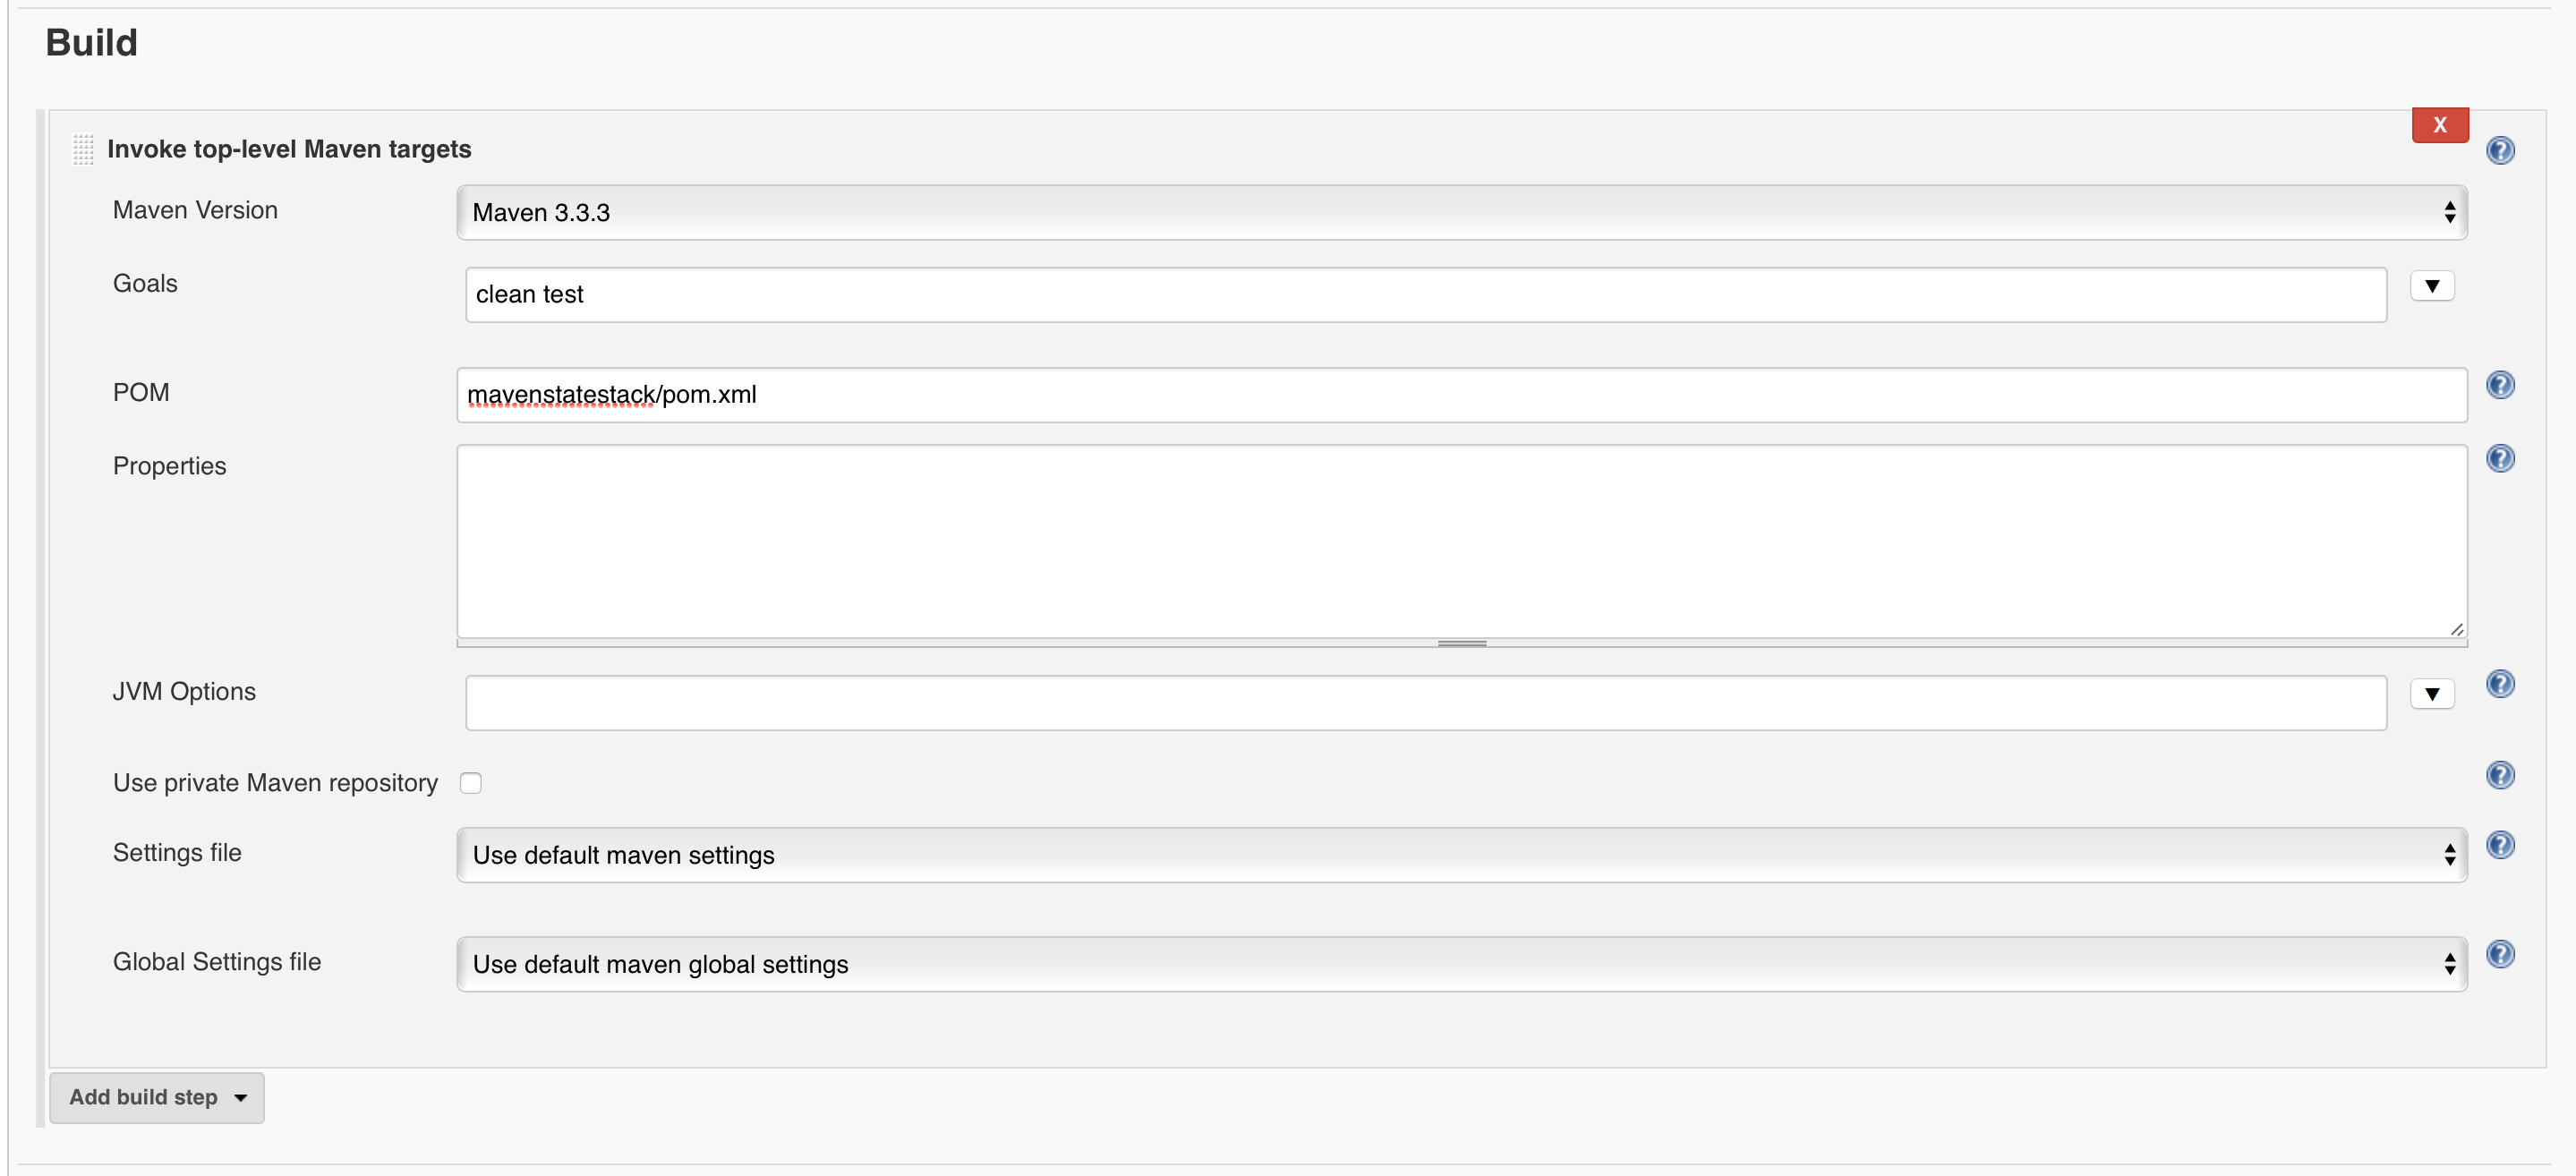 Build
X
Invoke top-level Maven targets
Maven Version
Maven 3.3.3
Goals
clean test
POM
mavenstatestack/pom.xml
Properties
JVM Options
Use private Maven repository
Settings file
Use default maven settings
Global Settings file
Use default maven global settings
Add build step